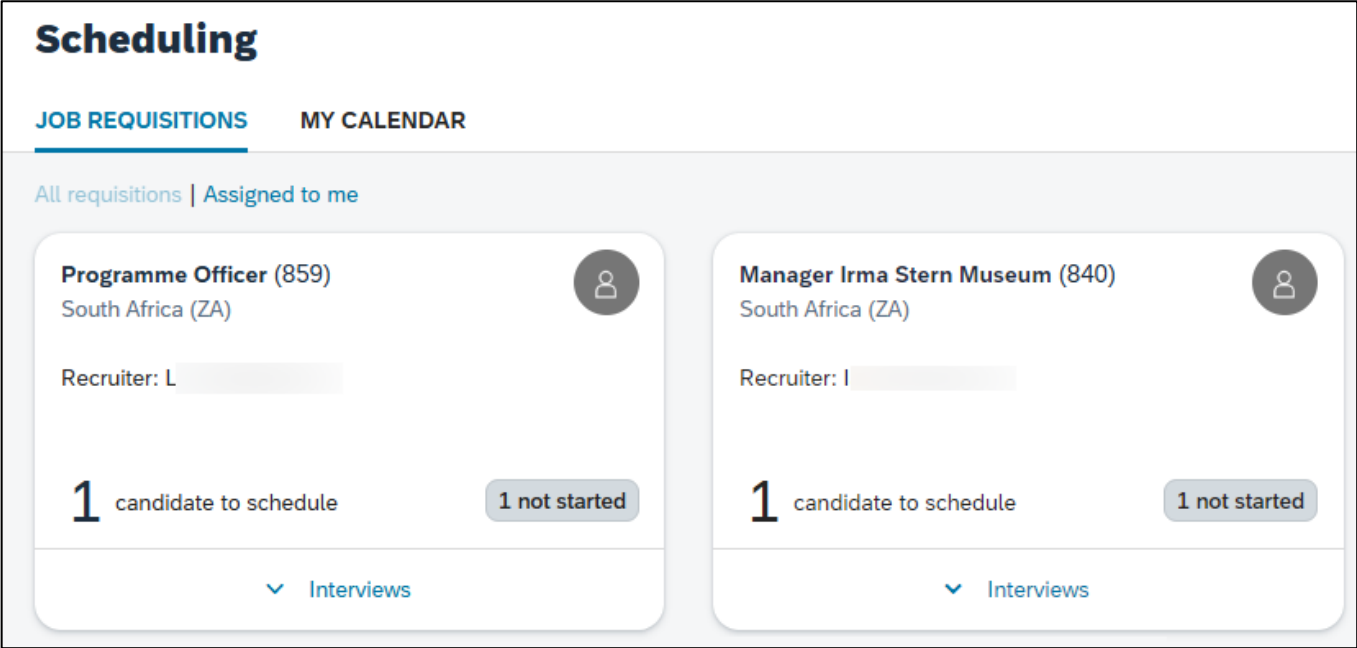 Scheduling
JOB REQUISITIONS MY CALENDAR
All requisitions | Assigned to me
Programme Officer (859)
South Africa (ZA)
Recruiter: L
1 candidate to schedule 1 not started
Interviews
Manager Irma Stern Museum (840)
South Africa (ZA)
Recruiter: I
1 candidate to schedule 1 not started
Interviews